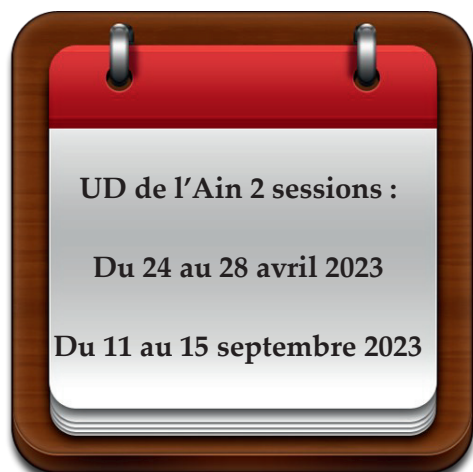 UD de l’Ain 2 sessions :
Du 24 au 28 avril 2023
Du 11 au 15 septembre 2023